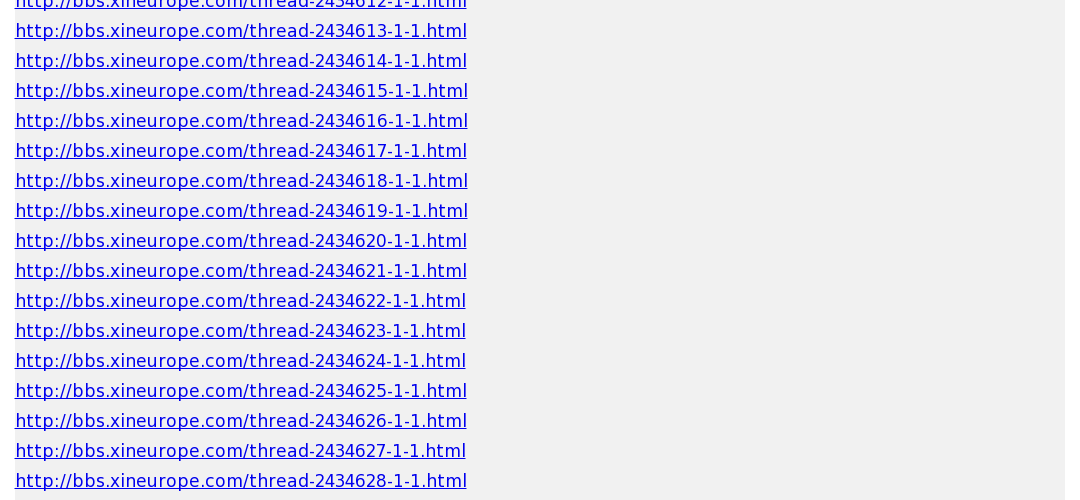 http://bbs.xineurope.com/thread-2434612-1-1.html
http://bbs.xineurope.com/thread-2434613-1-1.html
http://bbs.xineurope.com/thread-2434614-1-1.html
http://bbs.xineurope.com/thread-2434615-1-1.html
http://bbs.xineurope.com/thread-2434616-1-1.html
http://bbs.xineurope.com/thread-2434617-1-1.html
http://bbs.xineurope.com/thread-2434618-1-1.html
http://bbs.xineurope.com/thread-2434619-1-1.html
http://bbs.xineurope.com/thread-2434620-1-1.html
http://bbs.xineurope.com/thread-2434621-1-1.html
http://bbs.xineurope.com/thread-2434622-1-1.html
http://bbs.xineurope.com/thread-2434623-1-1.html
http://bbs.xineurope.com/thread-2434624-1-1.html
http://bbs.xineurope.com/thread-2434625-1-1.html
http://bbs.xineurope.com/thread-2434626-1-1.html
http://bbs.xineurope.com/thread-2434627-1-1.html
http://bbs.xineurope.com/thread-2434628-1-1.html